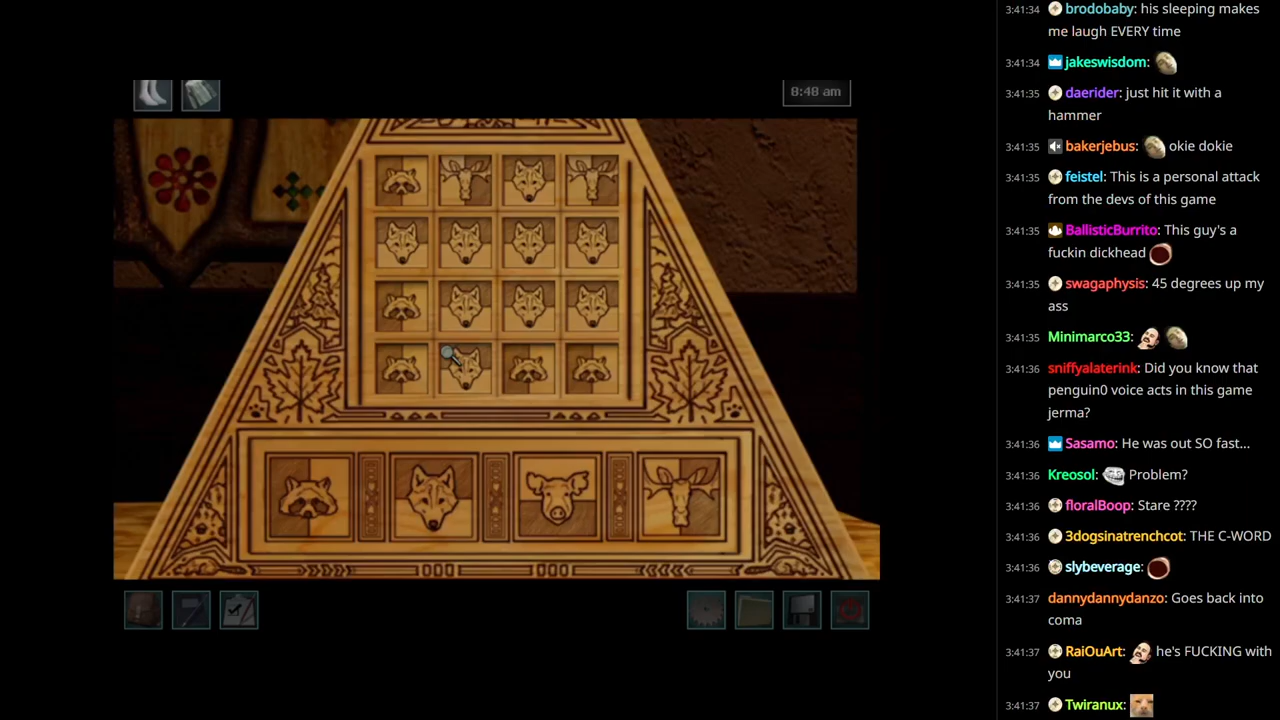 8:48 am
3:41:34 brodobaby: his sleeping makes
me laugh EVERY time
3:41:34 jakeswisdom:
3:41:35 daerider: just hit it with a
hammer
3:41:35 bakerjebus: okie dokie
3:41:35 feistel: This is a personal attack
from the devs of this game
3:41:35 BallisticBurrito: This guy's a
fuckin dickhead
3:41:35 swagaphysis: 45 degrees up my
ass
3:41:35 Minimarco33:
3:41:36 sniffyalaterink: Did you know that
penguin0 voice acts in this game
jerma?
3:41:36 Sasamo: He was out SO fast...
3:41:36 Kreosol: Problem?
3:41:36 floralBoop: Stare ????
3:41:36 3dogsinatrenchcot: THE C-WORD
3:41:36 slybeverage:
3:41:37 dannydannydanzo: Goes back into
coma
3:41:37 RaiOuArt: he's FUCKING with
you
3:41:37 Twiranux: